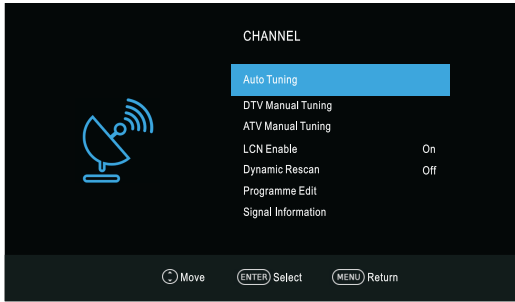 CHANNEL
Auto Tuning
DTV Manual Tuning
ATV Manual Tuning
LCN Enable On
Dynamic Rescan Off
Programme Edit
Signal Information
Move ENTER Select MENU Return